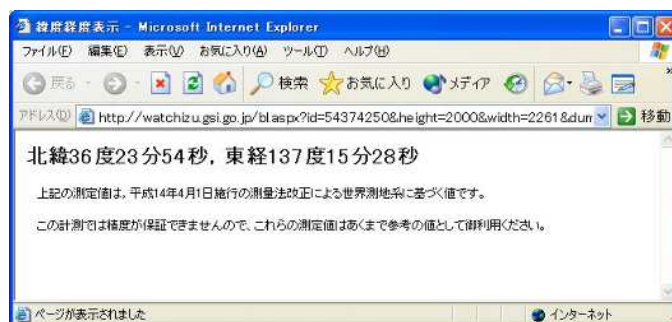 緯度経度表示 - Microsoft Internet Explorer
ファイル(F) 編集(E) 表示(V) お気に入り(A) ツール(T) ヘルプ(H)
戻る 検索 お気に入り メディア
アドレス(D) http://watchizu.gsi.go.jp/bl.aspx?id=54374250&height=2000&width=2261&dum 移動
北緯36度23分54秒，東経137度15分28秒
上記の測定値は、平成14年4月1日施行の測量法改正による世界測地系に基づく値です。
この計測では精度が保証できませんので、これらの測定値はあくまで参考の値として御利用ください。
ページが表示されました インターネット